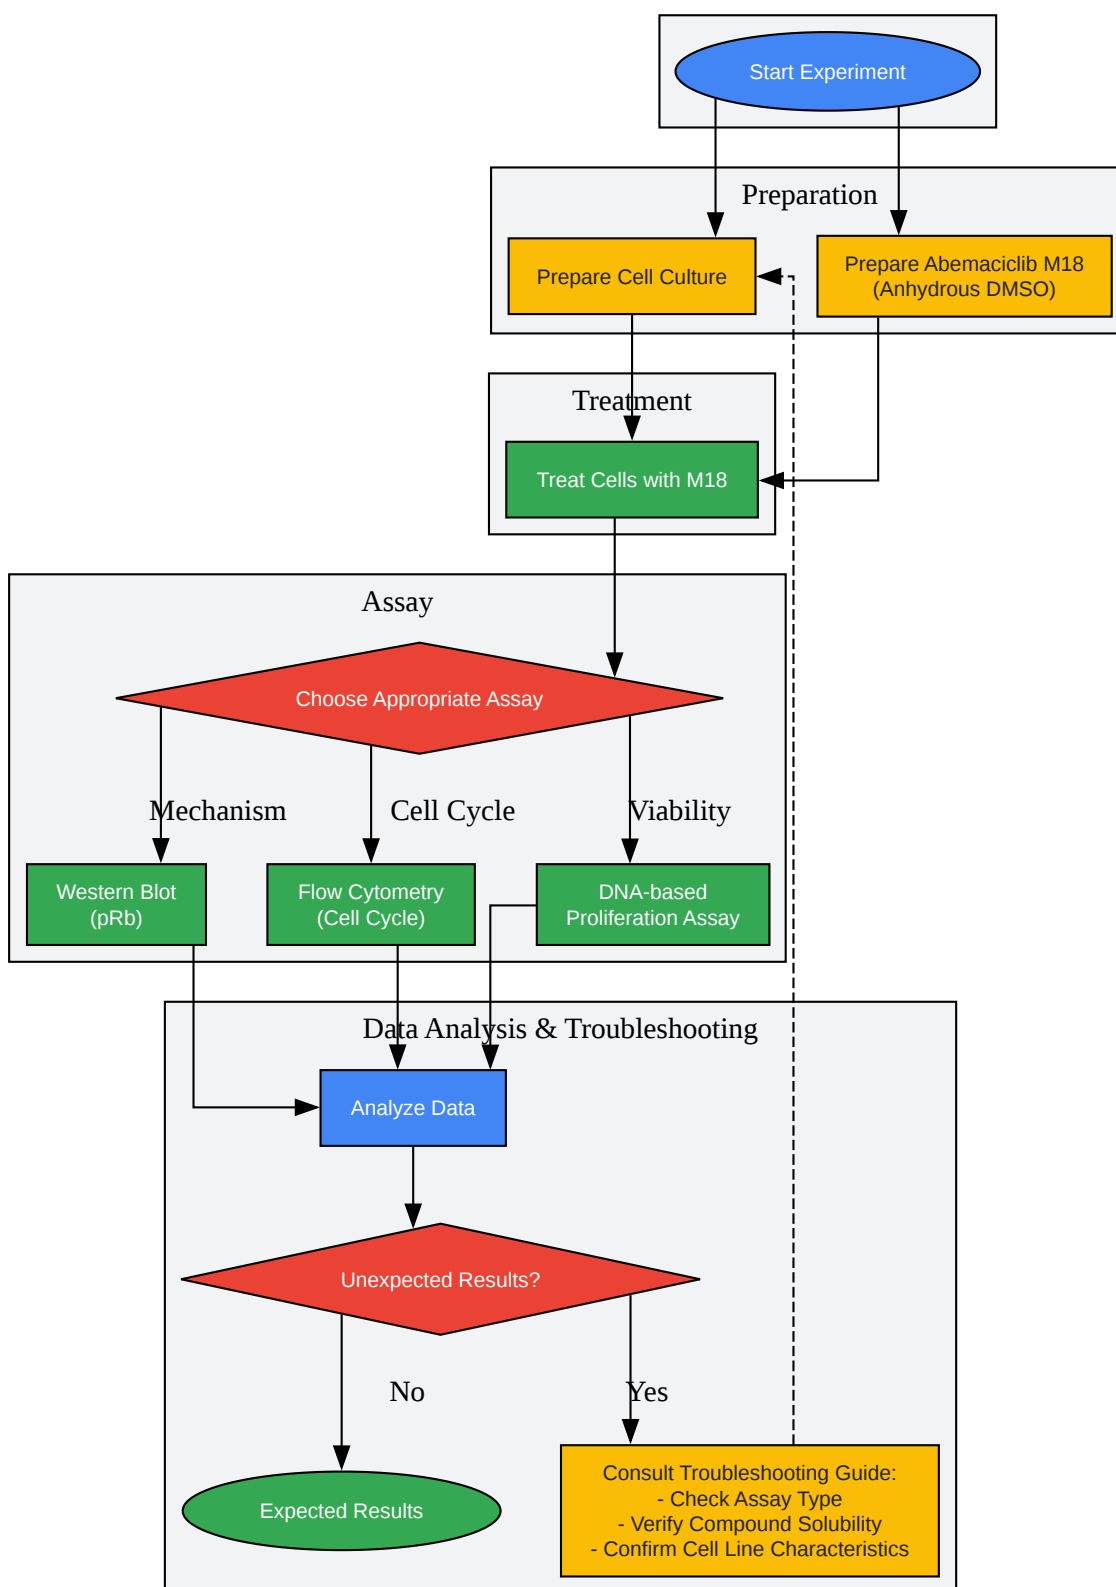 Start Experiment
Preparation
Prepare Cell Culture
Prepare Abemaciclib M18
(Anhydrous DMSO)
Treatment
Treat Cells with M18
Assay
Choose Appropriate Assay
Mechanism
Cell Cycle
Viability
Western Blot
(pRb)
Flow Cytometry
(Cell Cycle)
DNA-based
Proliferation Assay
Data Analysis & Troubleshooting
Analyze Data
Unexpected Results?
No
Yes
Expected Results
Consult Troubleshooting Guide:
- Check Assay Type
- Verify Compound Solubility
- Confirm Cell Line Characteristics